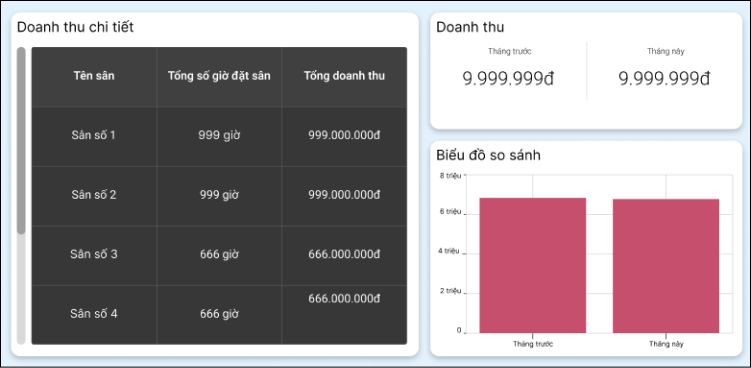 Doanh thu chi tiết
Tên sân Tổng số giờ đặt sân Tổng doanh thu
Sân số 1 999 giờ 999.000.000đ
Sân số 2 999 giờ 999.000.000đ
Sân số 3 666 giờ 666.000.000đ
Sân số 4 666 giờ 666.000.000đ
Doanh thu
Tháng trước Tháng này
9.999.999đ 9.999.999đ
Biểu đồ so sánh
8 triệu
6 triệu
4 triệu
2 triệu
0
Tháng trước Tháng này